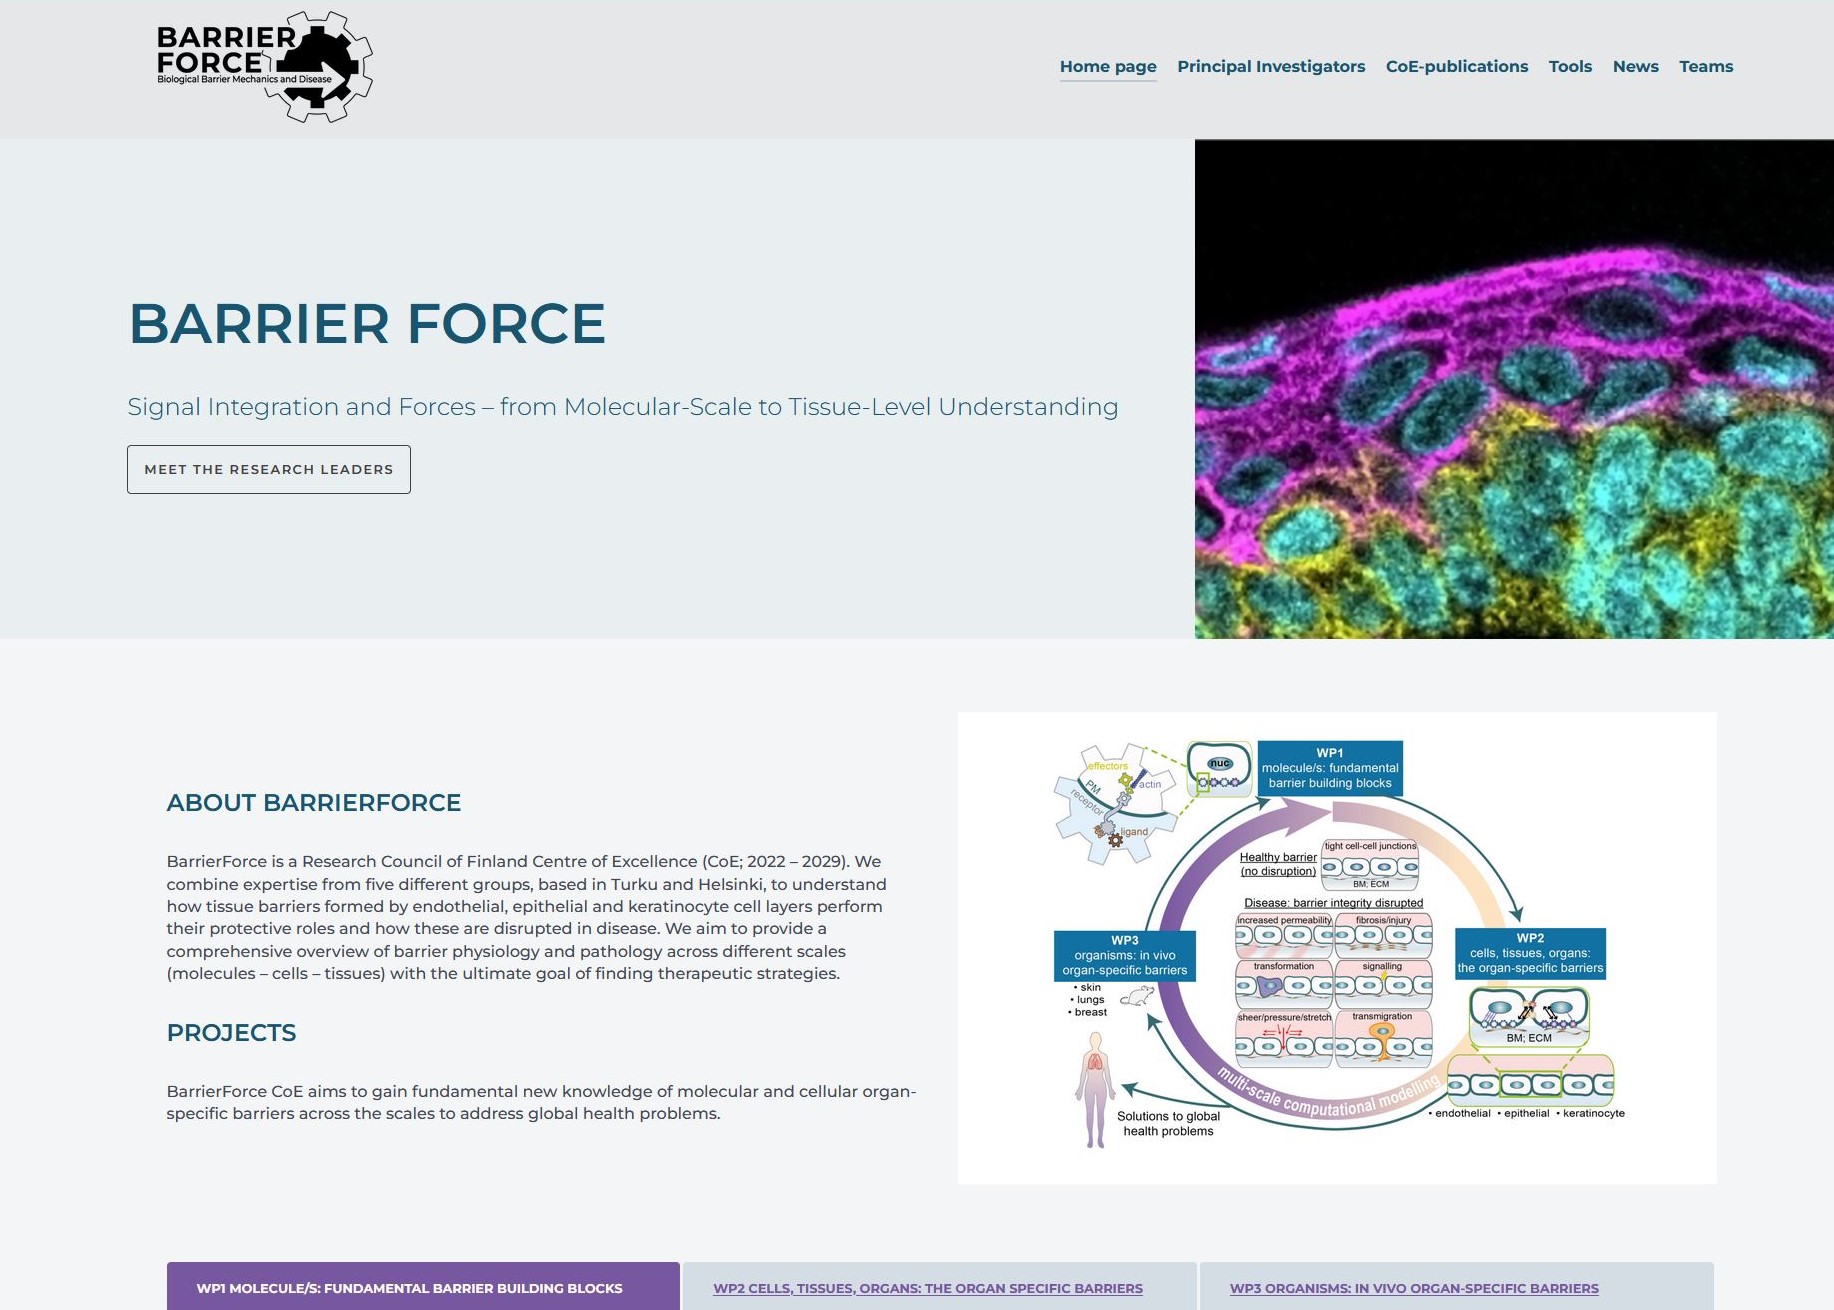 BARRIER
FORCE
Biological Barrier Mechanics and Disease
Home page
Principal Investigators
CoE-publications
Tools
News
Teams
BARRIER FORCE
Signal Integration and Forces – from Molecular-Scale to Tissue-Level Understanding
MEET THE RESEARCH LEADERS
ABOUT BARRIERFORCE
BarrierForce is a Research Council of Finland Centre of Excellence (CoE; 2022 – 2029). We
combine expertise from five different groups, based in Turku and Helsinki, to understand
how tissue barriers formed by endothelial, epithelial and keratinocyte cell layers perform
their protective roles and how these are disrupted in disease. We aim to provide a
comprehensive overview of barrier physiology and pathology across different scales
(molecules – cells – tissues) with the ultimate goal of finding therapeutic strategies.
PROJECTS
BarrierForce CoE aims to gain fundamental new knowledge of molecular and cellular organ-
specific barriers across the scales to address global health problems.
effectors
PM
actin
receptor
ligand
nuc
WP1
molecule/s: fundamental
barrier building blocks
Healthy barrier
(no disruption)
tight cell-cell junctions
BM; ECM
Disease: barrier integrity disrupted
increased permeability
fibrosis/injury
transformation
signalling
sheer/pressure/stretch
transmigration
WP3
organisms: in vivo
organ-specific barriers
• skin
• lungs
• breast
WP2
cells, tissues, organs:
the organ-specific barriers
BM; ECM
• endothelial • epithelial • keratinocyte
multi-scale computational modelling
Solutions to global
health problems
WP1 MOLECULE/S: FUNDAMENTAL BARRIER BUILDING BLOCKS
WP2 CELLS, TISSUES, ORGANS: THE ORGAN SPECIFIC BARRIERS
WP3 ORGANISMS: IN VIVO ORGAN-SPECIFIC BARRIERS